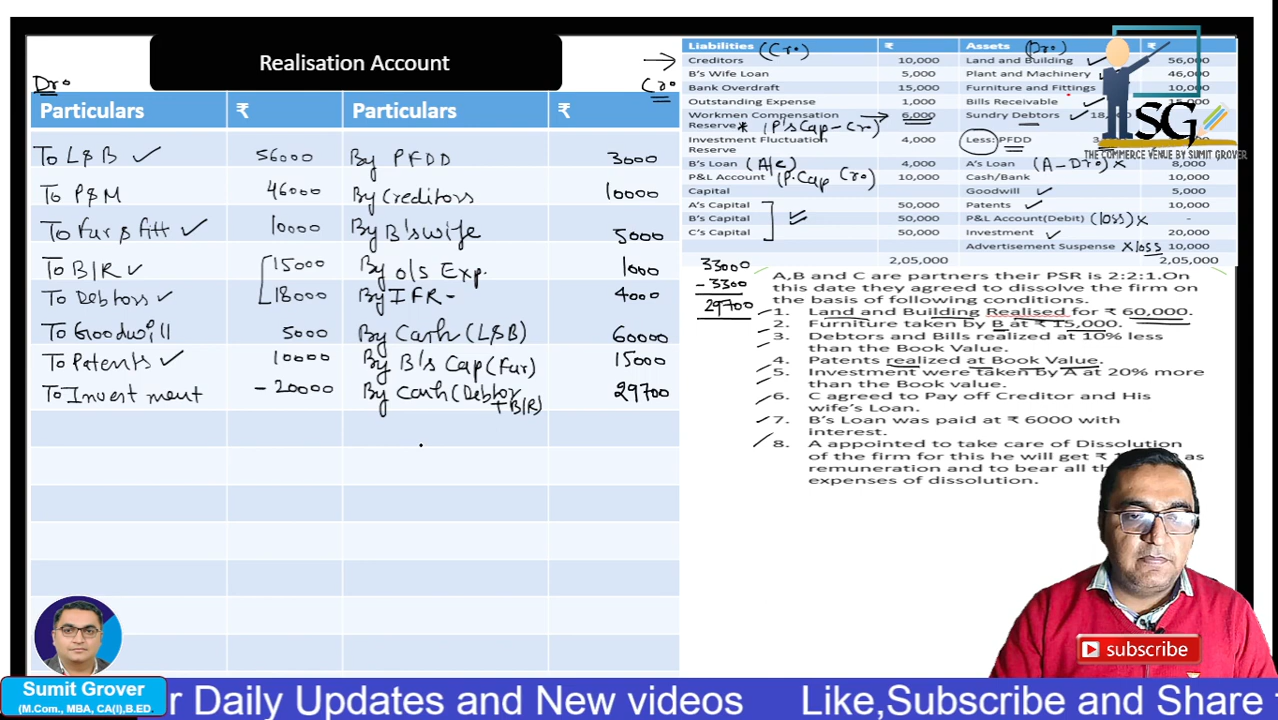 Realisation Account
Dr.
Cr.
Particulars ₹ Particulars ₹
To L&B ✓ 56000 By PFDD 3000
To P&M 46000 By Creditors 10000
To Fur & fitt ✓ 10000 By B's wife 5000
To B/R ✓ 15000 By O/s Exp. 1000
To Debtors ✓ 18000 By IFR - 4000
To Goodwill 5000 By Cash (L&B) 60000
To Patents ✓ 10000 By B's Cap (Fur) 15000
To Investment - 20000 By Cash (Debtor + B/R) 29700
Liabilities (Cr.) ₹ Assets (Dr.) ₹
Creditors 10,000 Land and Building ✓ 56,000
B's Wife Loan 5,000 Plant and Machinery ✓ 46,000
Bank Overdraft 15,000 Furniture and Fittings 10,000
Outstanding Expense 1,000 Bills Receivable ✓ 15,000
Workmen Compensation Reserve * (P's Cap - Cr) → 6,000 Sundry Debtors ✓ 18,
Investment Fluctuation Reserve 4,000 Less: PFDD 3
B's Loan (A/c) 4,000 A's Loan (A - Dr.) × 8,000
P&L Account (P. Cap Cr.) 10,000 Cash/Bank 10,000
Capital Goodwill ✓ 5,000
A's Capital 50,000 Patents ✓ 10,000
B's Capital 50,000 P&L Account(Debit) (loss) × -
C's Capital 50,000 Investment ✓ 20,000
Advertisement Suspense × loss 10,000
2,05,000 2,05,000
SG
THE COMMERCE VENUE BY SUMIT GROVER
33000
- 3300
29700
A,B and C are partners their PSR is 2:2:1.On
this date they agreed to dissolve the firm on
the basis of following conditions.
1. Land and Building Realised for ₹ 60,000.
2. Furniture taken by B at ₹ 15,000.
3. Debtors and Bills realized at 10% less
than the Book Value.
4. Patents realized at Book Value.
5. Investment were taken by A at 20% more
than the Book value.
6. C agreed to Pay off Creditor and His
wife's Loan.
7. B's Loan was paid at ₹ 6000 with
interest.
8. A appointed to take care of Dissolution
of the firm for this he will get ₹ as
remuneration and to bear all
expenses of dissolution.
subscribe
Sumit Grover
(M.Com., MBA, CA(I),B.ED
r Daily Updates and New videos Like,Subscribe and Share